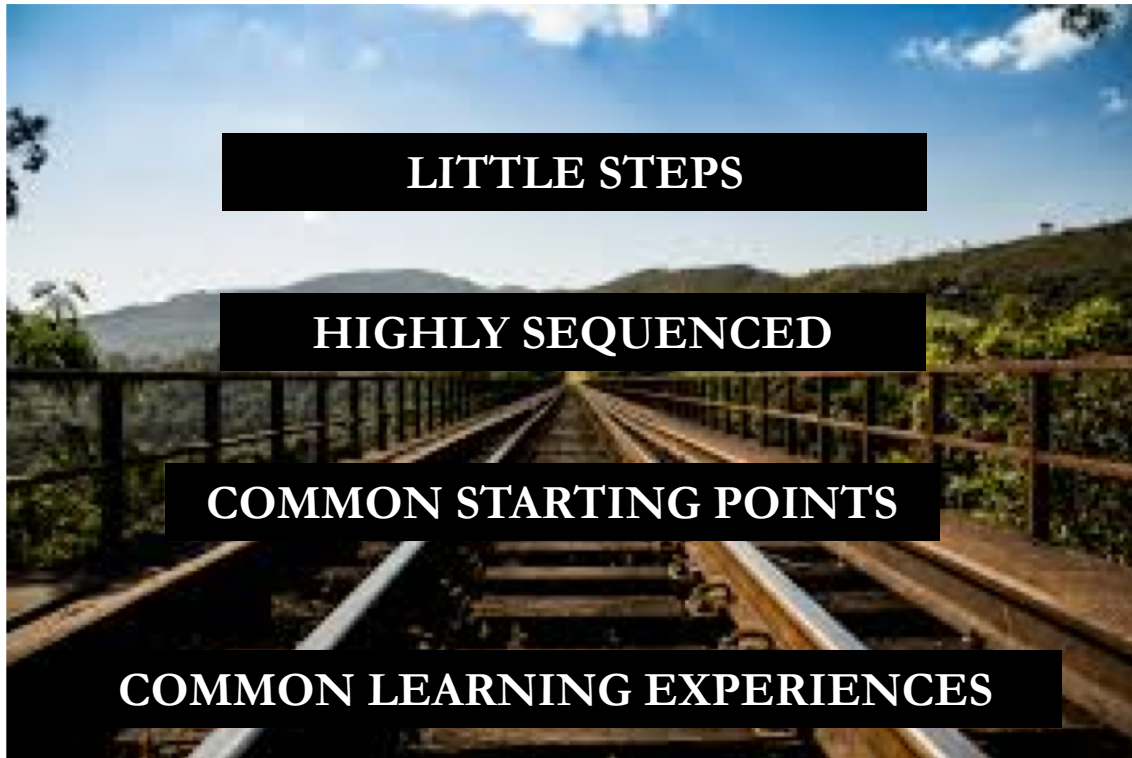 LITTLE STEPS
HIGHLY SEQUENCED
COMMON STARTING POINTS
COMMON LEARNING EXPERIENCES